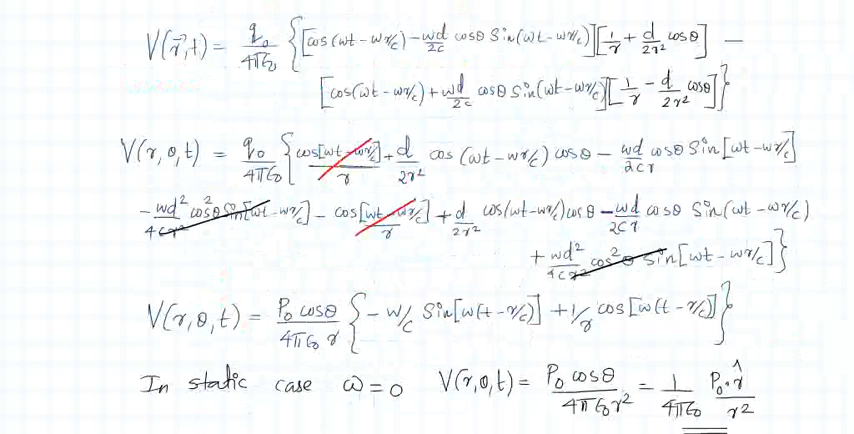 V(r⃗,t) = q₀/4πϵ₀ {[cos(ωt - ωr/c) - ωd/2c cosθ Sin(ωt - ωr/c)][1/r + d/2r² cosθ] —
[cos(ωt - ωr/c) + ωd/2c cosθ Sin(ωt - ωr/c)][1/r - d/2r² cosθ]}
V(r,θ,t) = q₀/4πϵ₀ {cos[ωt - ωr/c]/r + d/2r² cos(ωt - ωr/c) cosθ - ωd/2cr cosθ Sin[ωt - ωr/c]
- ωd²/4cr² cos²θ Sin[ωt - ωr/c] - cos[ωt - ωr/c]/r + d/2r² cos(ωt - ωr/c) cosθ - ωd/2cr cosθ Sin(ωt - ωr/c)
+ ωd²/4cr² cos²θ Sin[ωt - ωr/c]}
V(r,θ,t) = P₀ cosθ/4πϵ₀ r {- ω/c Sin[ω(t - r/c)] + 1/r cos[ω(t - r/c)]}
In static case ω = 0 V(r,θ,t) = P₀ cosθ/4πϵ₀r² = 1/4πϵ₀ P₀·r̂/r²